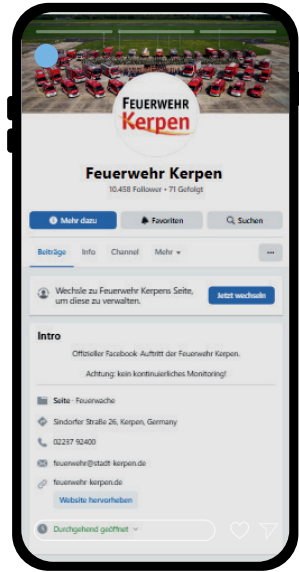 FEUERWEHR
Kerpen
Feuerwehr Kerpen
10.458 Follower • 71 Gefolgt
Mehr dazu
Favoriten
Suchen
Beiträge Info Channel Mehr
Wechsle zu Feuerwehr Kerpens Seite,
um diese zu verwalten.
Jetzt wechseln
Intro
Offizieller Facebook-Auftritt der Feuerwehr Kerpen.
Achtung: kein kontinuierliches Monitoring!
Seite · Feuerwache
Sindorfer Straße 26, Kerpen, Germany
02237 92400
feuerwehr@stadt-kerpen.de
feuerwehr-kerpen.de
Website hervorheben
Durchgehend geöffnet